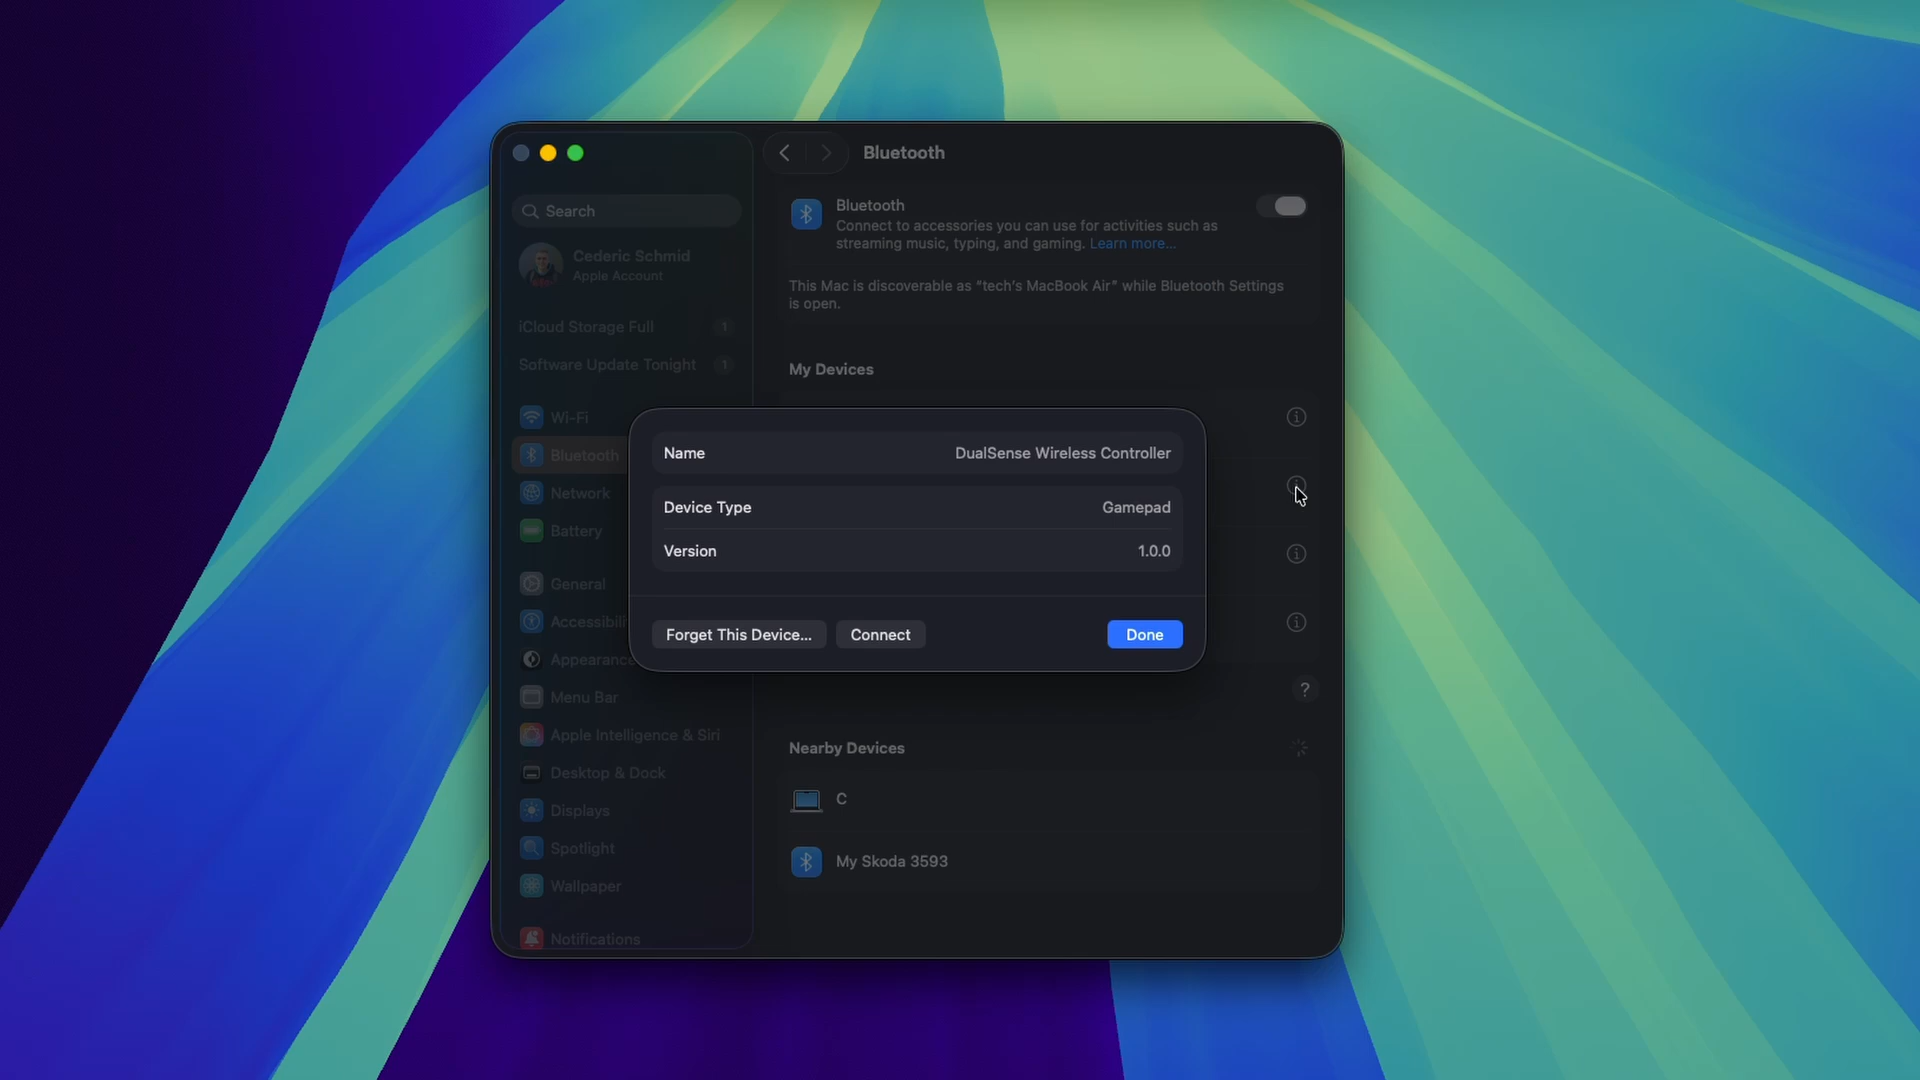 Bluetooth
Search
Cederic Schmid
Apple Account
iCloud Storage Full 1
Software Update Tonight 1
Wi-Fi
Bluetooth
Network
Battery
General
Accessibili
Appearance
Menu Bar
Apple Intelligence & Siri
Desktop & Dock
Displays
Spotlight
Wallpaper
Notifications
Bluetooth
Connect to accessories you can use for activities such as
streaming music, typing, and gaming. Learn more...
This Mac is discoverable as "tech's MacBook Air" while Bluetooth Settings
is open.
My Devices
Name DualSense Wireless Controller
Device Type Gamepad
Version 1.0.0
Forget This Device... Connect Done
?
Nearby Devices
C
My Skoda 3593